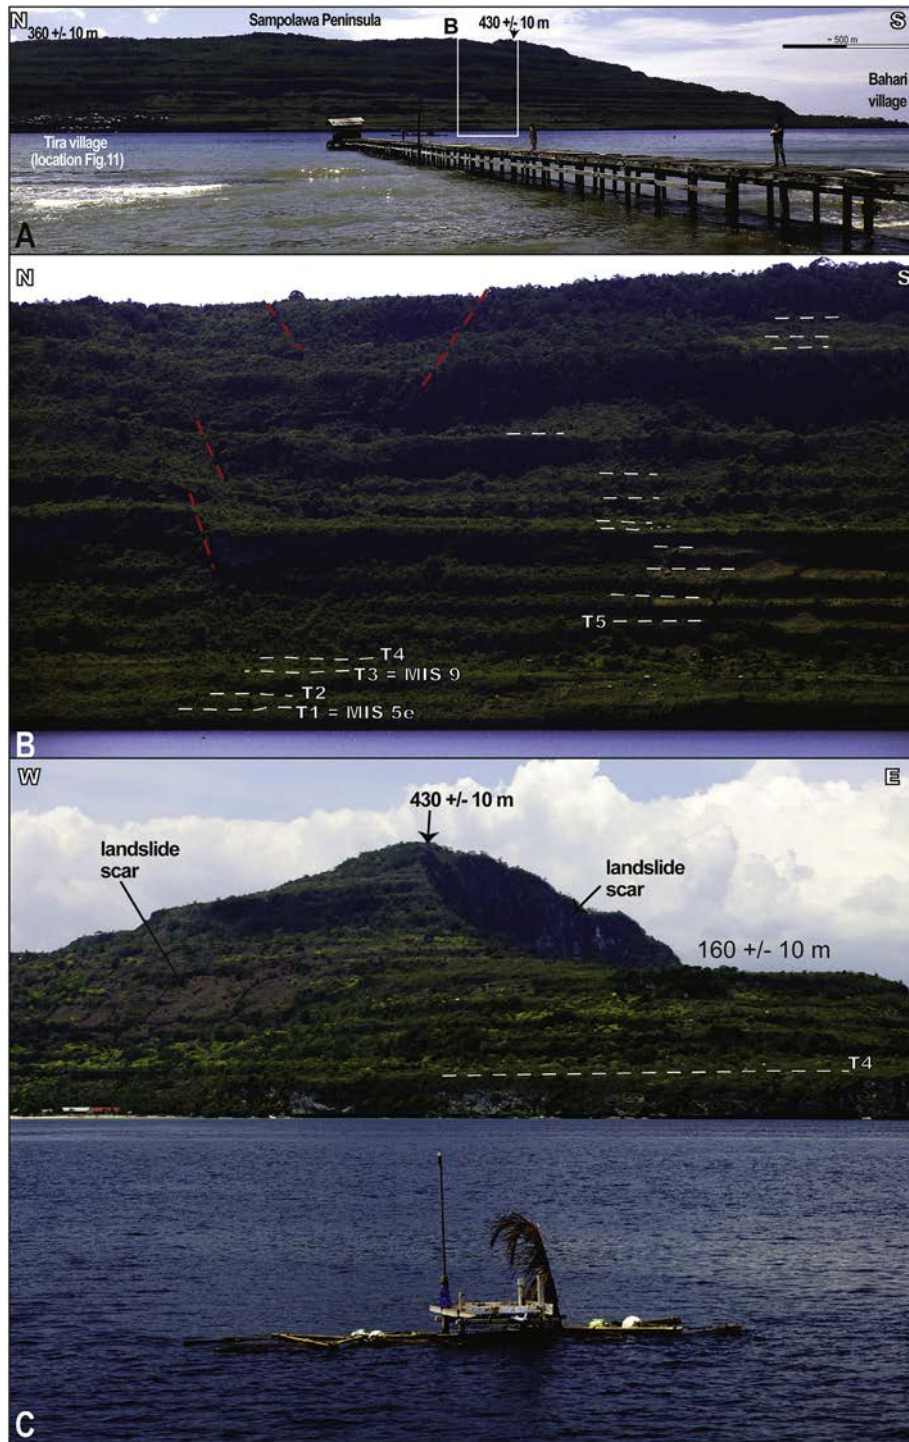 N
Sampolawa Peninsula
430 +/- 10 m
S
360 +/- 10 m
B
~ 500 m
Bahari
village
Tira village
(location Fig.11)
A
N
S
T5
T4
T3 = MIS 9
T2
T1 = MIS 5e
B
W
E
430 +/- 10 m
landslide
scar
landslide
scar
160 +/- 10 m
T4
C